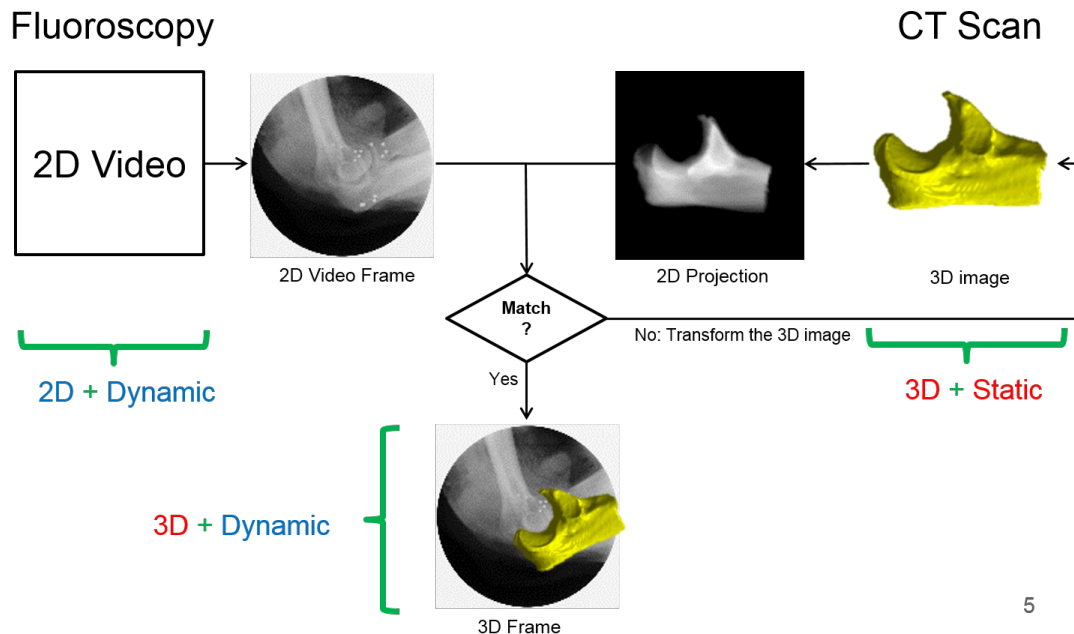 Fluoroscopy
CT Scan
2D Video
2D Video Frame
2D Projection
3D image
Match
?
No: Transform the 3D image
Yes
2D + Dynamic
3D + Static
3D + Dynamic
3D Frame
5